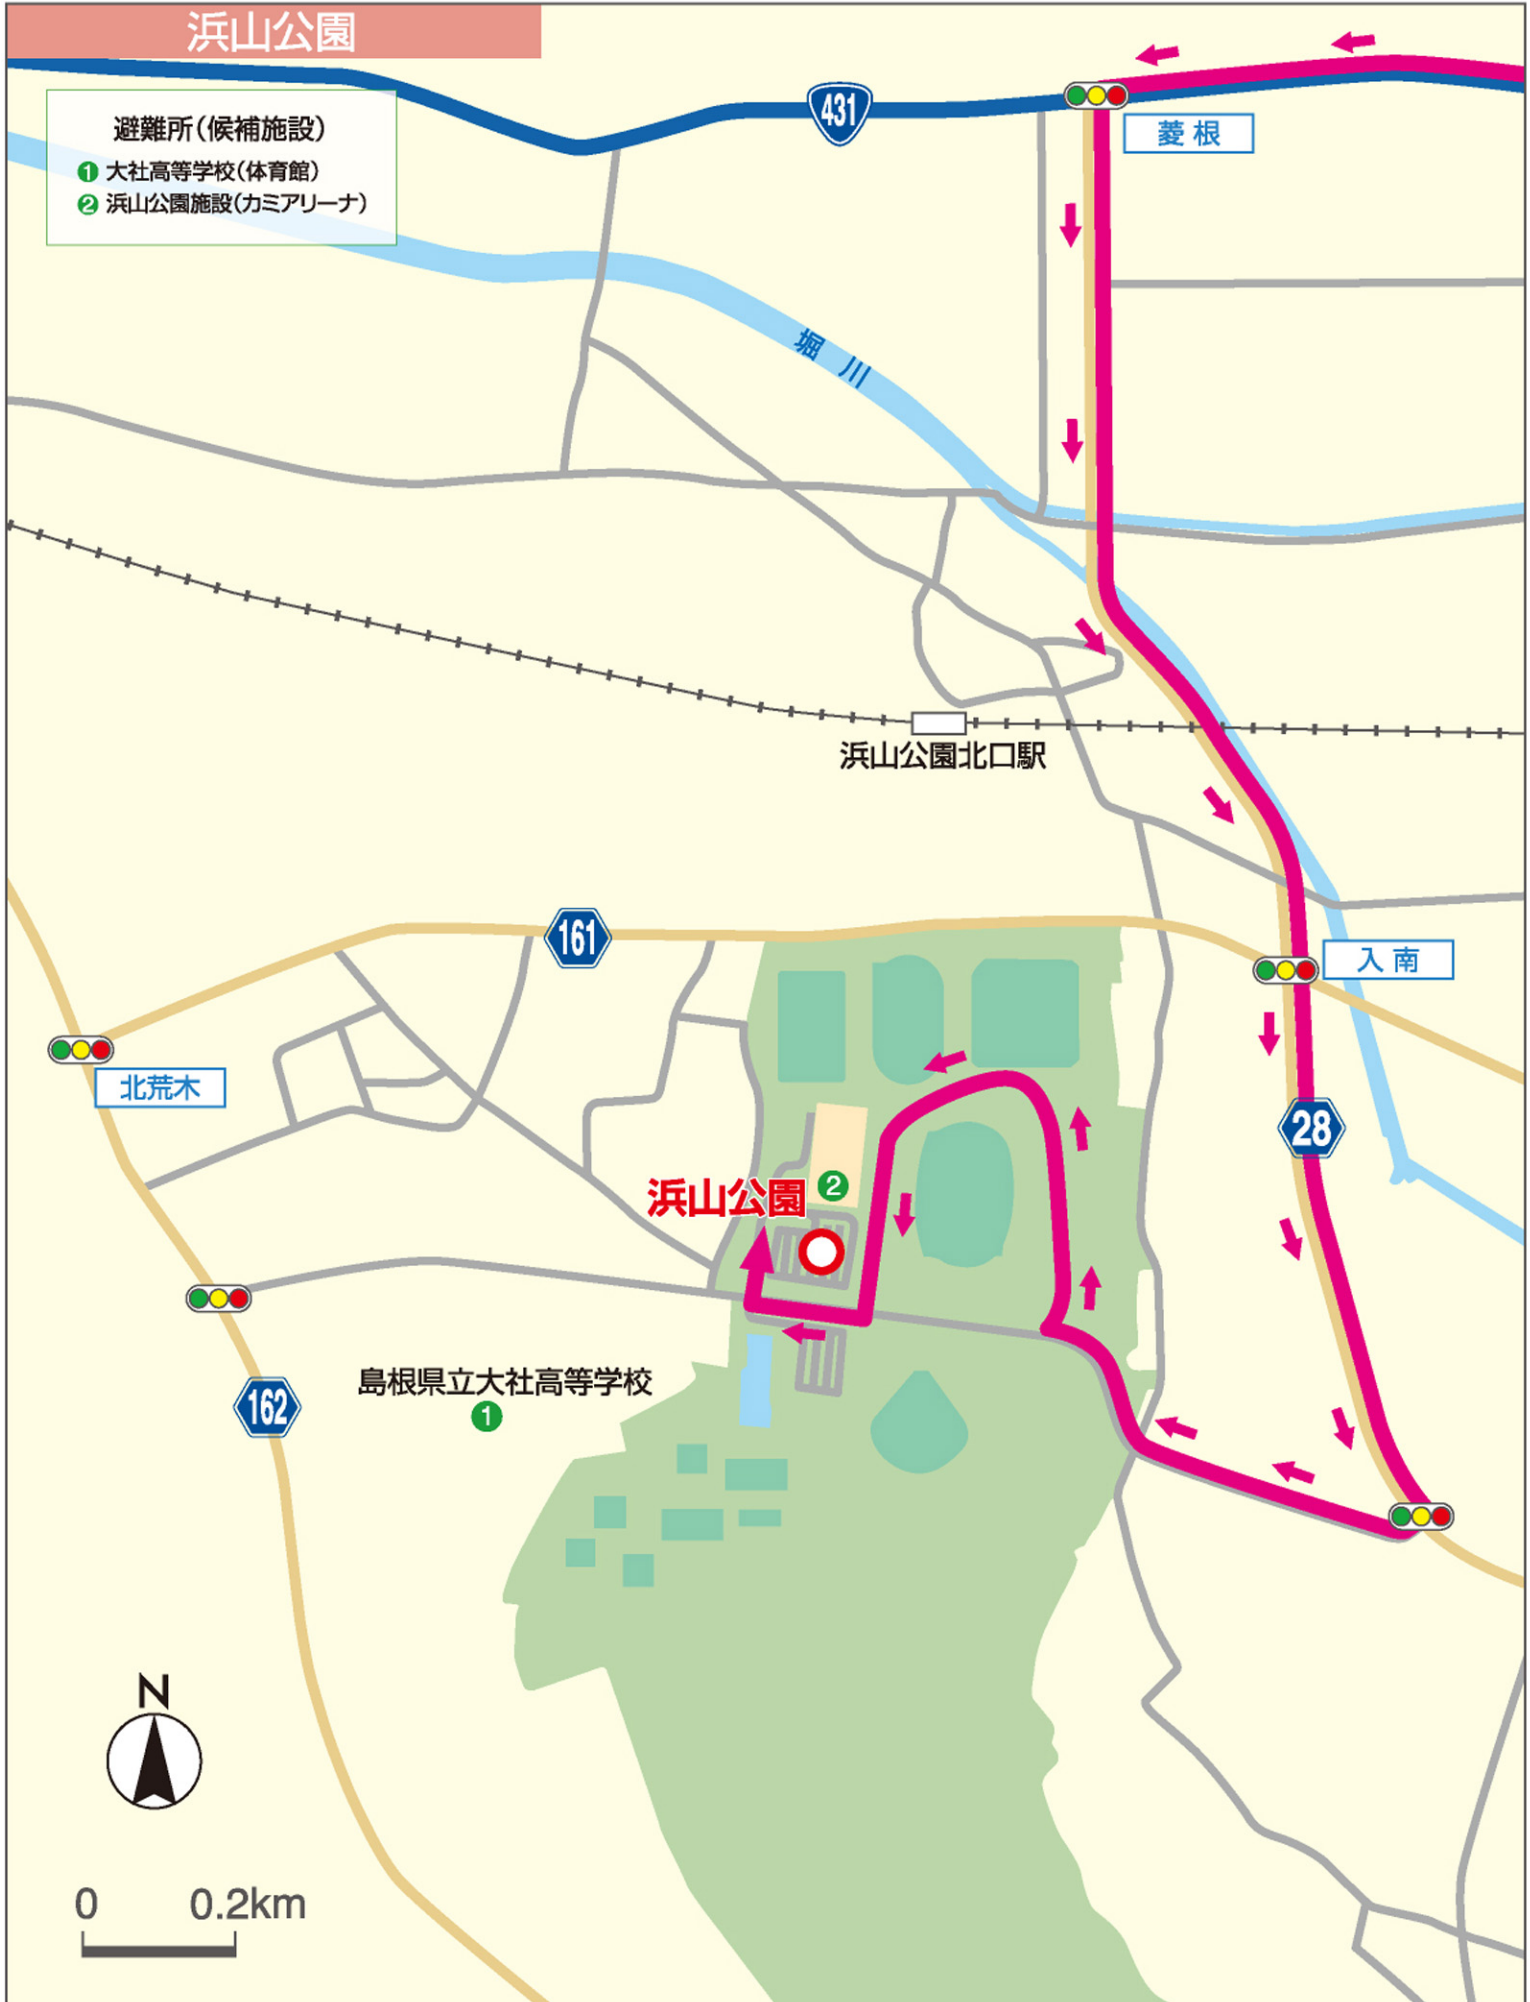 浜山公園
431
菱根
避難所(候補施設)
1 大社高等学校(体育館)
2 浜山公園施設(カミアリーナ)
堀川
浜山公園北口駅
161
入南
北荒木
28
浜山公園
2
島根県立大社高等学校
1
162
N
0 0.2km